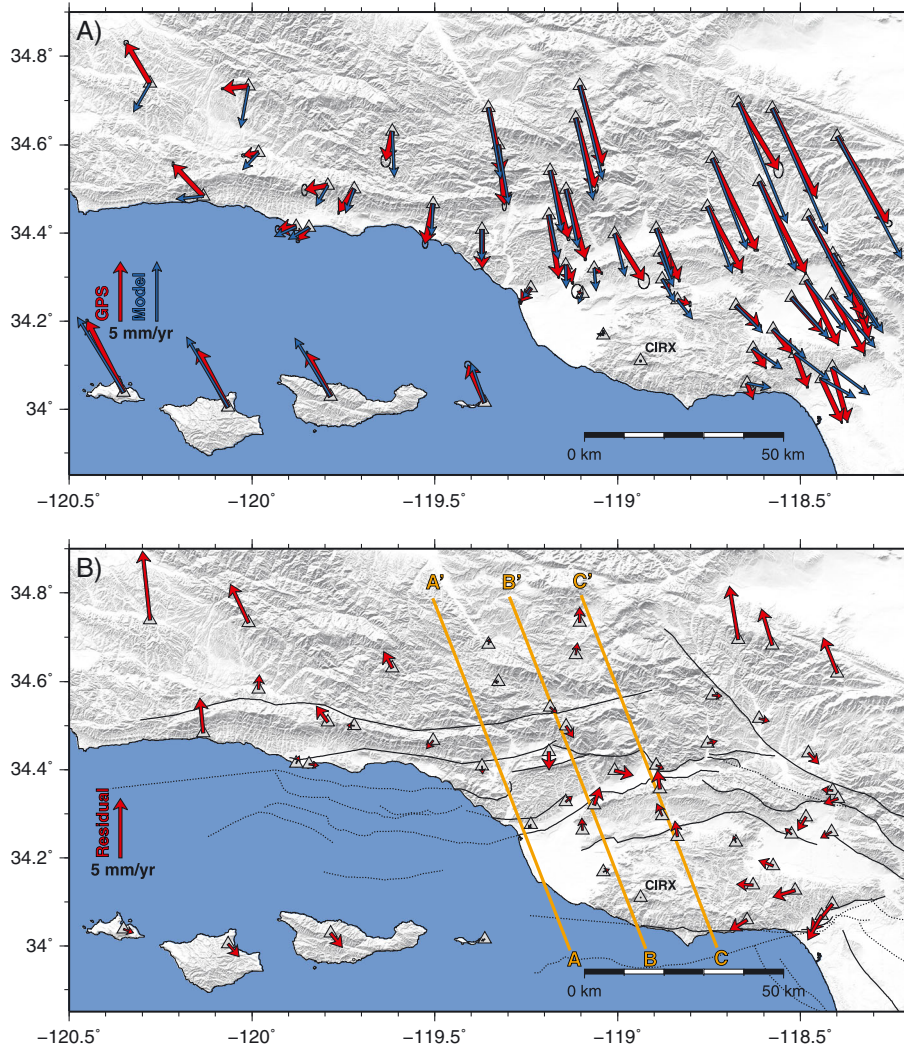 A)
34.8˚
34.6˚
34.4˚
34.2˚
34˚
GPS
Model
5 mm/yr
CIRX
0 km
50 km
−120.5˚
−120˚
−119.5˚
−119˚
−118.5˚
B)
A'
B'
C'
34.8˚
34.6˚
34.4˚
34.2˚
34˚
Residual
5 mm/yr
CIRX
A
B
C
0 km
50 km
−120.5˚
−120˚
−119.5˚
−119˚
−118.5˚